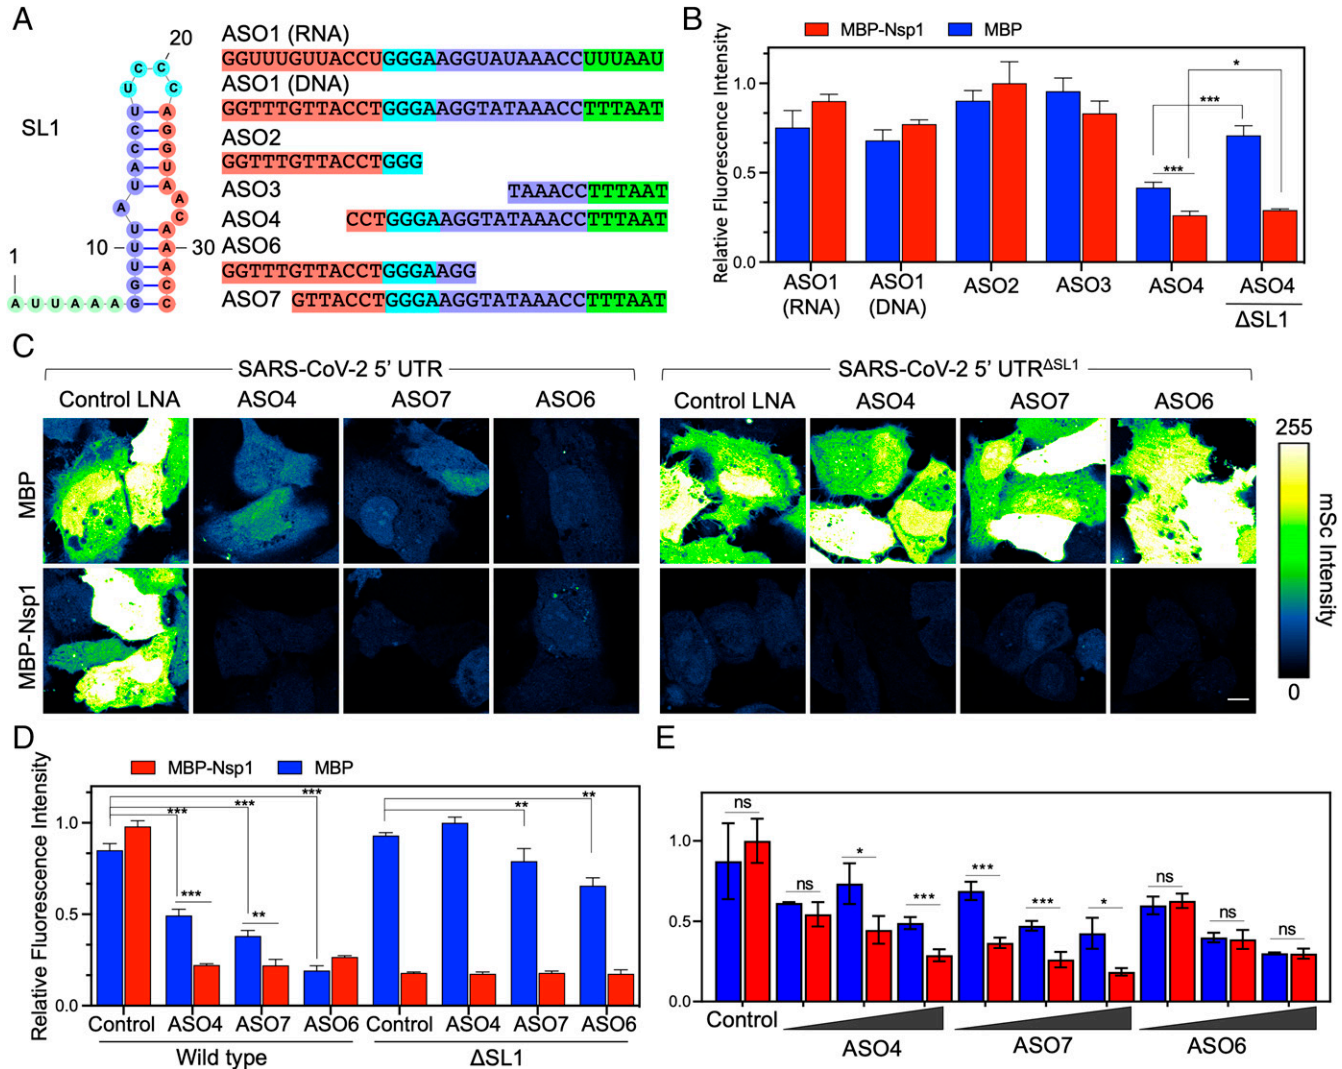 A
SL1
1
10
20
30
A U U A A A G G U U U A U A C C U U C C C A G G U A A C A A A C C
ASO1 (RNA)
GGUUUGUUACCUGGGAAGGUAUAAACCUUUAAU
ASO1 (DNA)
GGTTTGTTACCTGGGAAGGTATAAACCTTTAAT
ASO2
GGTTTGTTACCTGGG
ASO3
TAAACCTTTAAT
ASO4
CCTGGGAAGGTATAAACCTTTAAT
ASO6
GGTTTGTTACCTGGGAAGG
ASO7
GTTACCTGGGAAGGTATAAACCTTTAAT
B
MBP-Nsp1 MBP
Relative Fluorescence Intensity
1.0
0.5
0.0
***
***
*
ASO1 (RNA) ASO1 (DNA) ASO2 ASO3 ASO4 ASO4
ΔSL1
C
SARS-CoV-2 5' UTR
SARS-CoV-2 5' UTRΔSL1
Control LNA ASO4 ASO7 ASO6
Control LNA ASO4 ASO7 ASO6
MBP
MBP-Nsp1
255
mSc Intensity
0
D
MBP-Nsp1 MBP
Relative Fluorescence Intensity
1.0
0.5
0.0
*** *** *** *** ** ** **
Control ASO4 ASO7 ASO6 Control ASO4 ASO7 ASO6
Wild type ΔSL1
E
1.0
0.5
0.0
ns ns * *** *** *** * ns ns ns
Control
ASO4 ASO7 ASO6